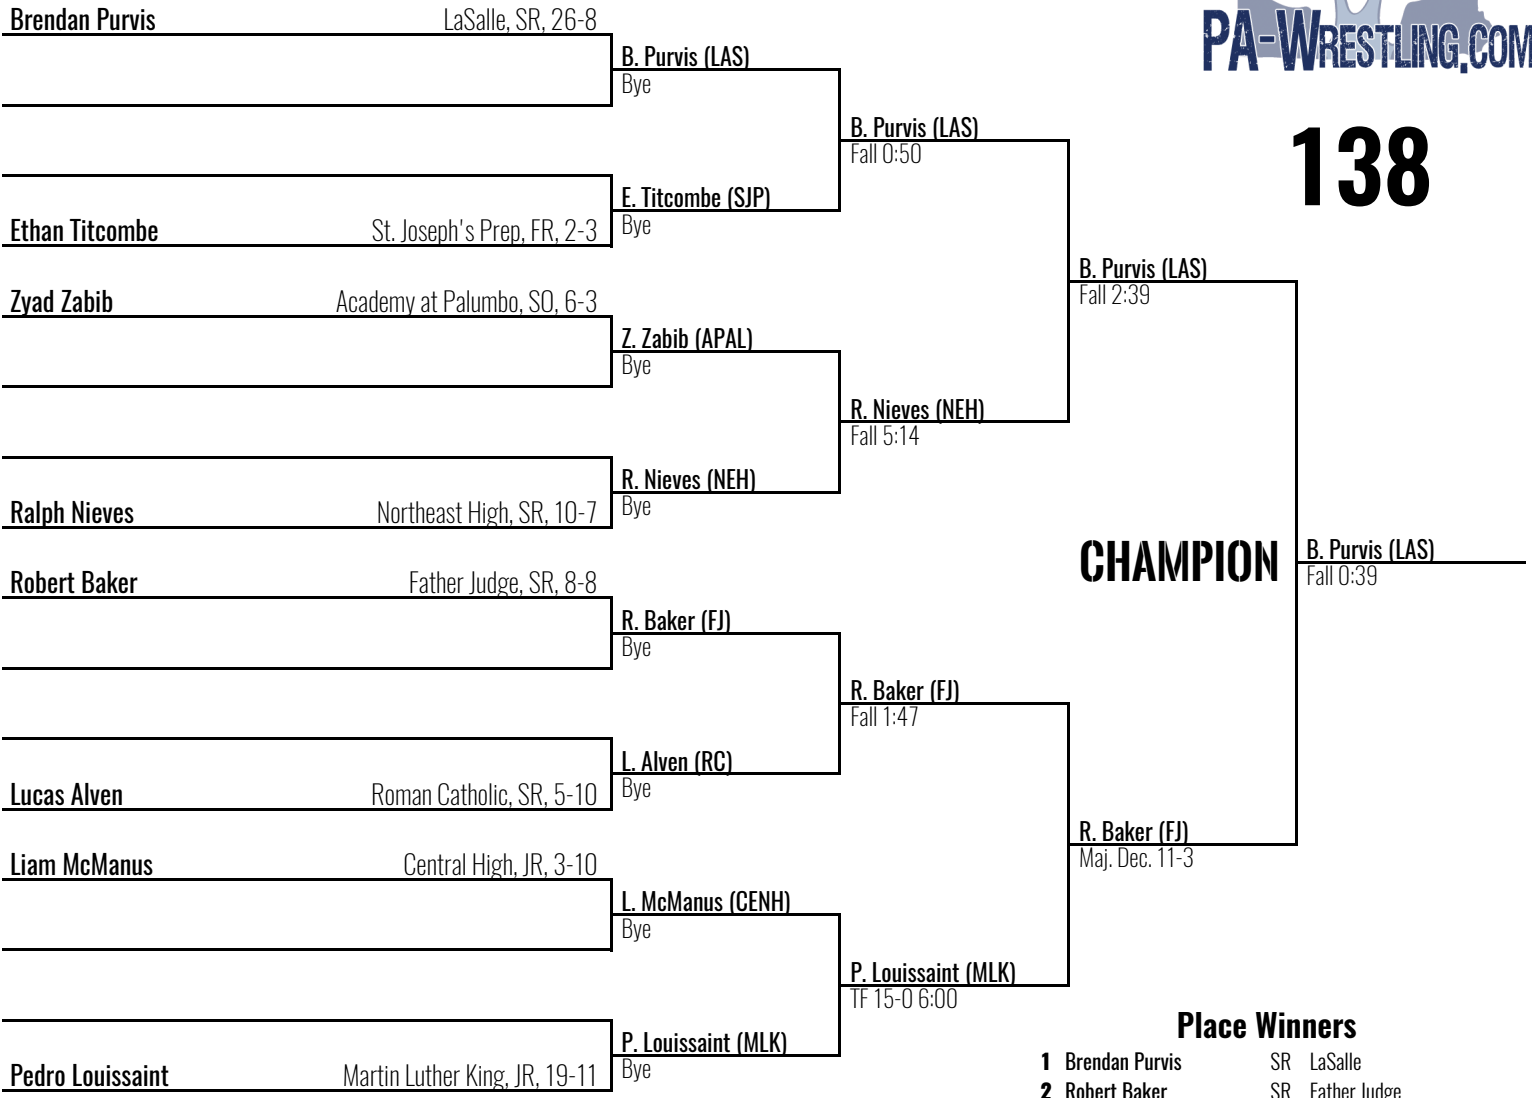 Brendan Purvis LaSalle, SR, 26-8
B. Purvis (LAS)
Bye
PA-WRESTLING.COM
138
B. Purvis (LAS)
Fall 0:50
E. Titcombe (SJP)
Bye
Ethan Titcombe St. Joseph's Prep, FR, 2-3
B. Purvis (LAS)
Fall 2:39
Zyad Zabib Academy at Palumbo, SO, 6-3
Z. Zabib (APAL)
Bye
R. Nieves (NEH)
Fall 5:14
R. Nieves (NEH)
Bye
Ralph Nieves Northeast High, SR, 10-7
CHAMPION B. Purvis (LAS)
Fall 0:39
Robert Baker Father Judge, SR, 8-8
R. Baker (FJ)
Bye
R. Baker (FJ)
Fall 1:47
L. Alven (RC)
Bye
Lucas Alven Roman Catholic, SR, 5-10
R. Baker (FJ)
Maj. Dec. 11-3
Liam McManus Central High, JR, 3-10
L. McManus (CENH)
Bye
P. Louissaint (MLK)
TF 15-0 6:00
P. Louissaint (MLK)
Bye
Pedro Louissaint Martin Luther King, JR, 19-11
Place Winners
1 Brendan Purvis SR LaSalle
2 Robert Baker SR Father Judge